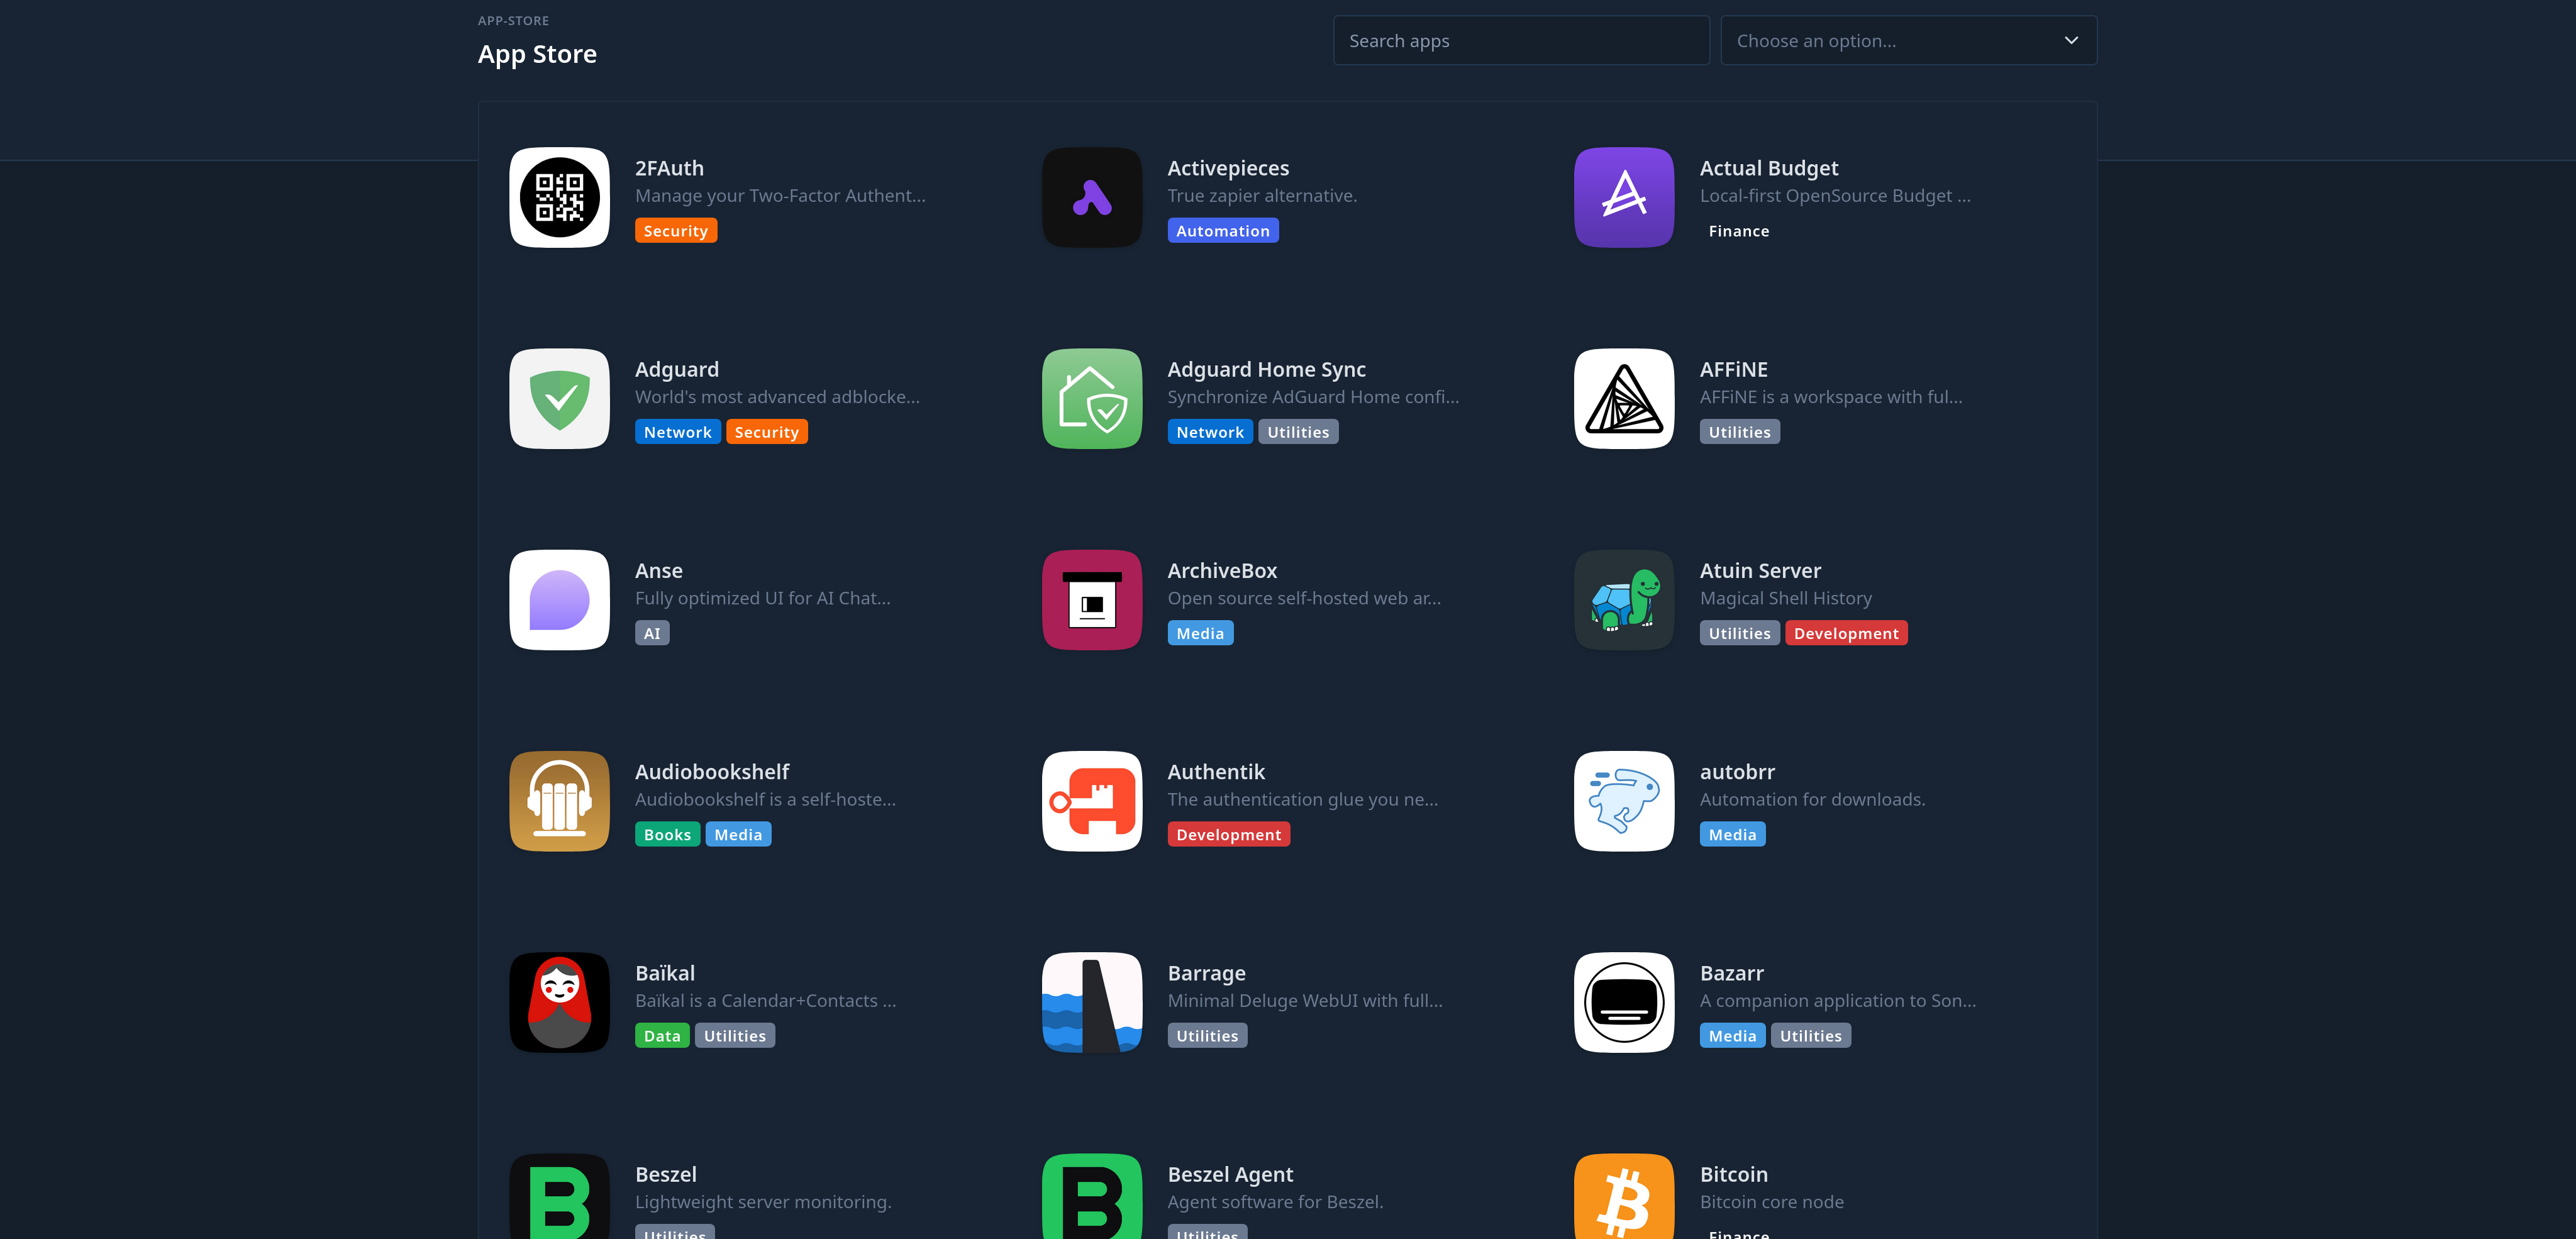 APP-STORE
App Store
Search apps
Choose an option...
2FAuth
Manage your Two-Factor Authent...
Security
Activepieces
True zapier alternative.
Automation
Actual Budget
Local-first OpenSource Budget ...
Finance
Adguard
World's most advanced adblocke...
Network Security
Adguard Home Sync
Synchronize AdGuard Home confi...
Network Utilities
AFFiNE
AFFiNE is a workspace with ful...
Utilities
Anse
Fully optimized UI for AI Chat...
AI
ArchiveBox
Open source self-hosted web ar...
Media
Atuin Server
Magical Shell History
Utilities Development
Audiobookshelf
Audiobookshelf is a self-hoste...
Books Media
Authentik
The authentication glue you ne...
Development
autobrr
Automation for downloads.
Media
Baïkal
Baïkal is a Calendar+Contacts ...
Data Utilities
Barrage
Minimal Deluge WebUI with full...
Utilities
Bazarr
A companion application to Son...
Media Utilities
Beszel
Lightweight server monitoring.
Utilities
Beszel Agent
Agent software for Beszel.
Utilities
Bitcoin
Bitcoin core node
Finance